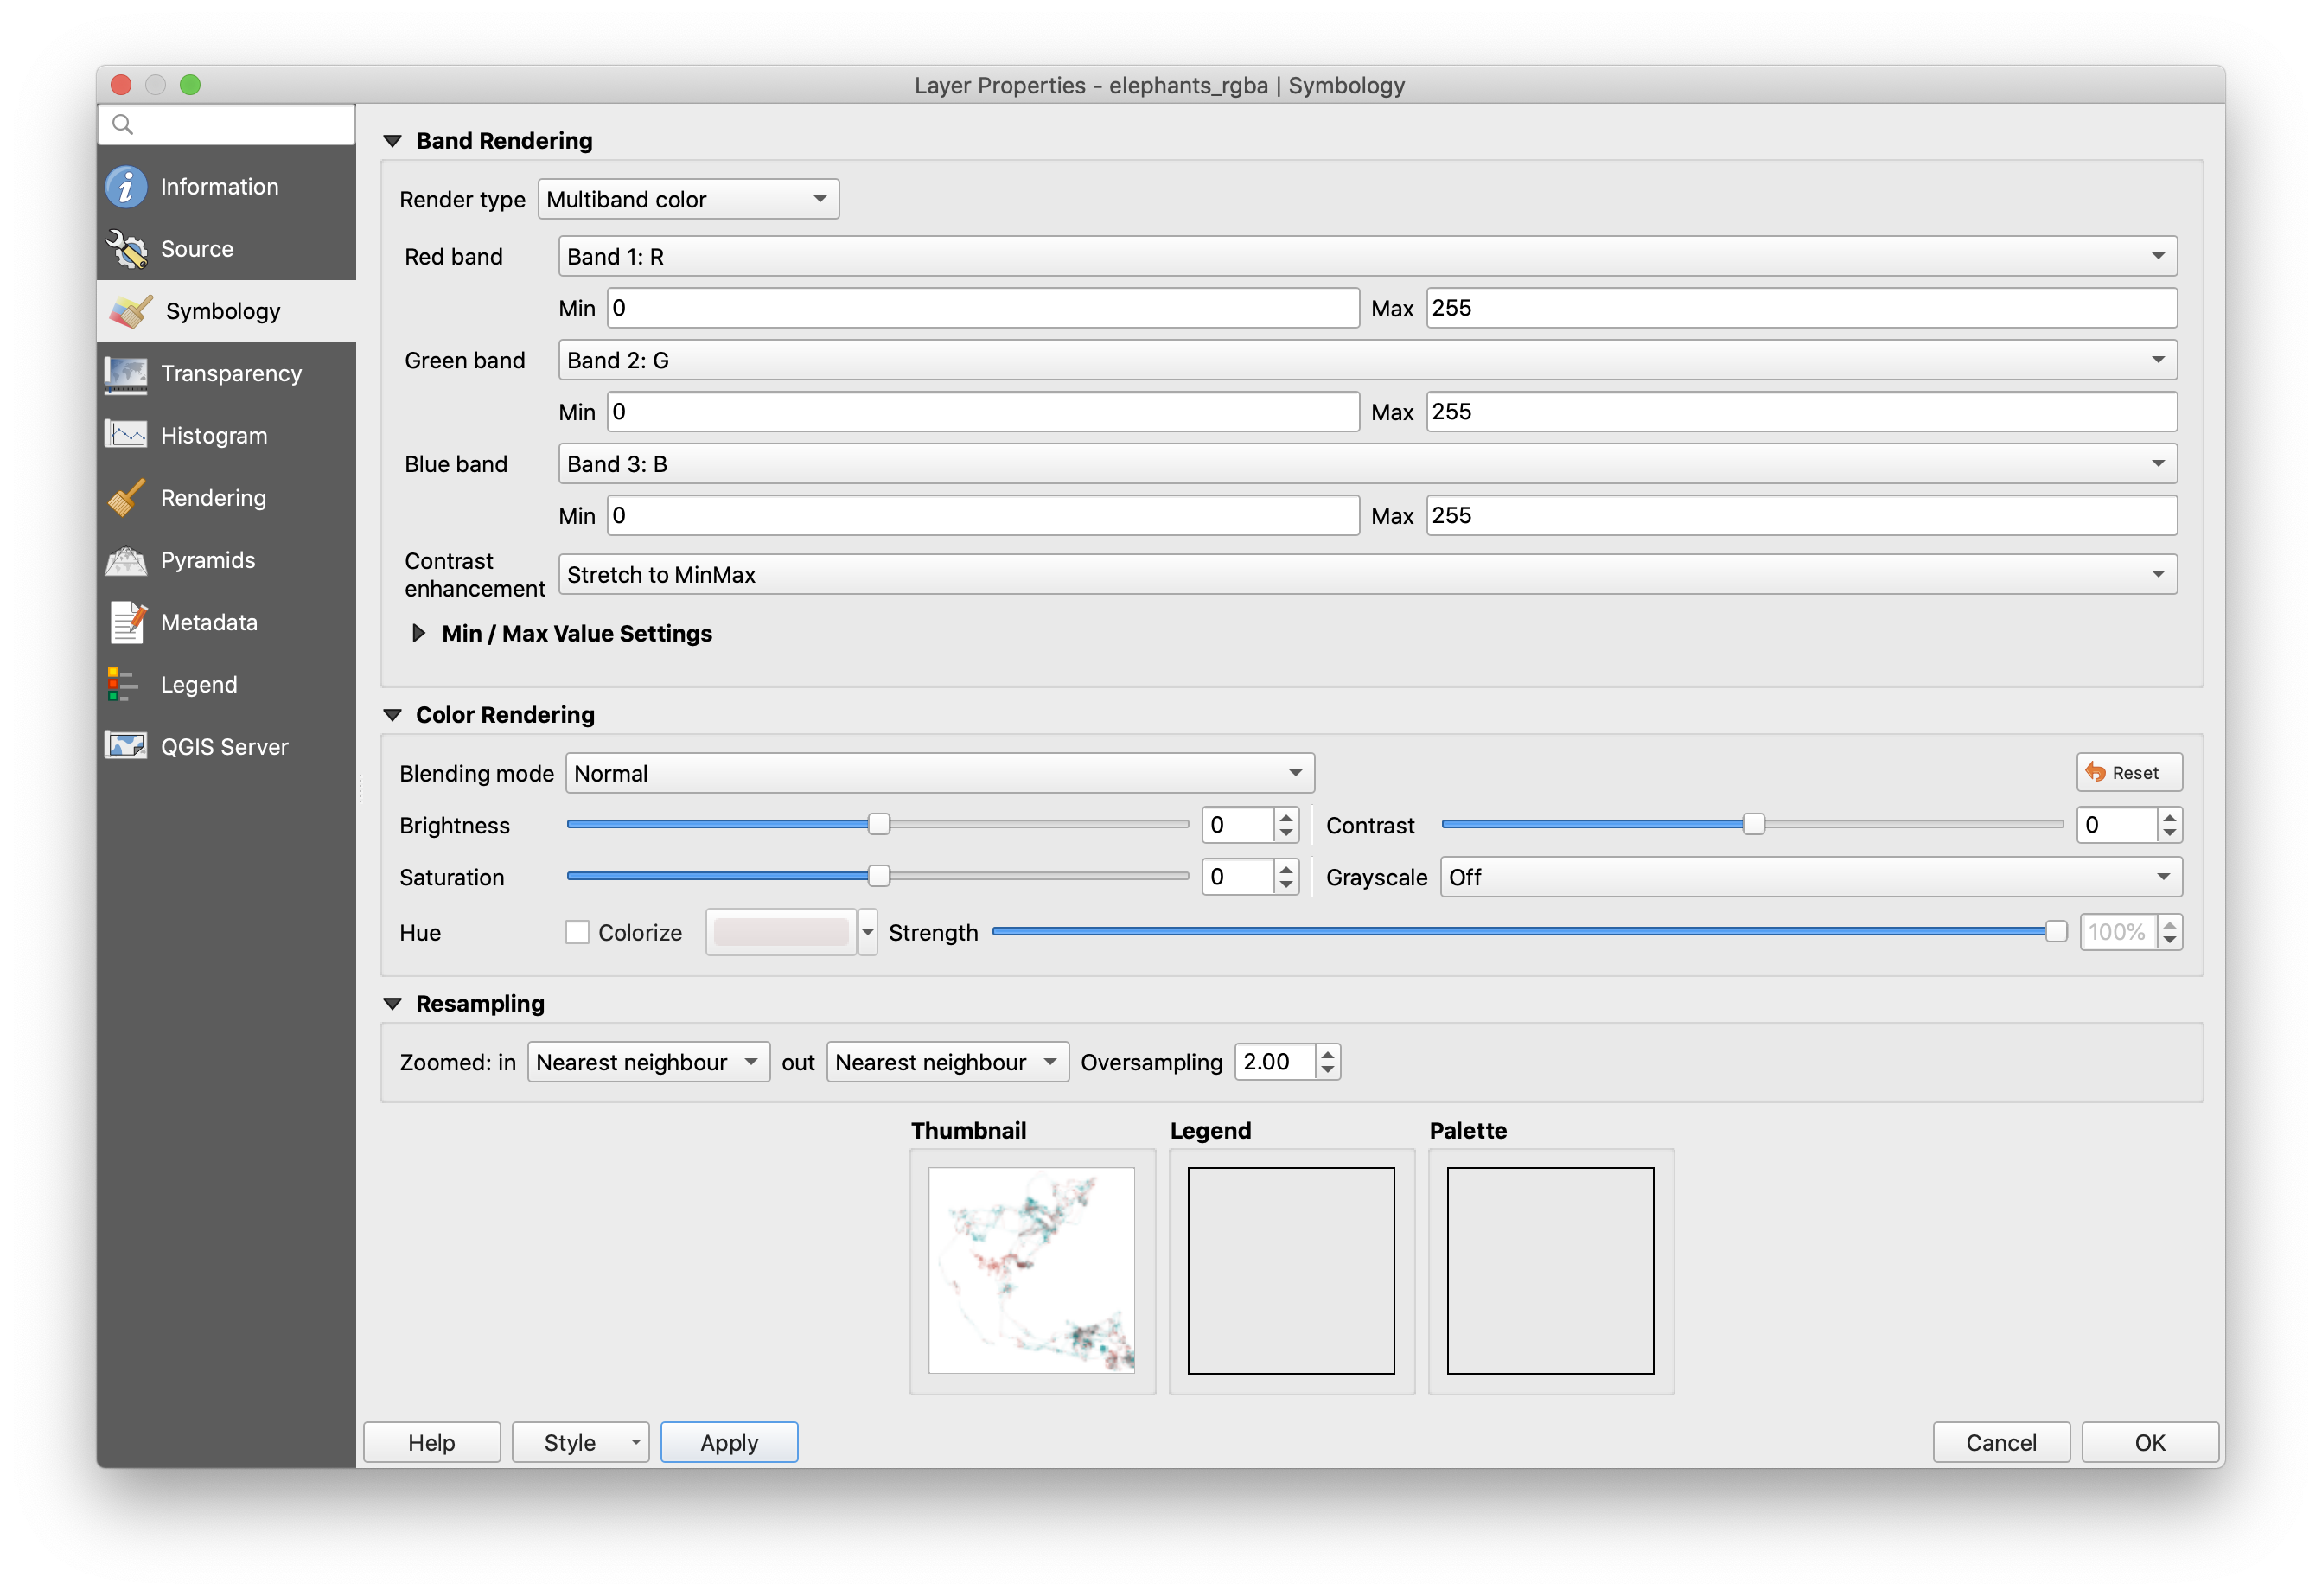 Layer Properties - elephants_rgba | Symbology
Information
Source
Symbology
Transparency
Histogram
Rendering
Pyramids
Metadata
Legend
QGIS Server
Band Rendering
Render type Multiband color
Red band Band 1: R
Min 0 Max 255
Green band Band 2: G
Min 0 Max 255
Blue band Band 3: B
Min 0 Max 255
Contrast
enhancement Stretch to MinMax
Min / Max Value Settings
Color Rendering
Blending mode Normal Reset
Brightness 0 Contrast 0
Saturation 0 Grayscale Off
Hue Colorize Strength 100%
Resampling
Zoomed: in Nearest neighbour out Nearest neighbour Oversampling 2.00
Thumbnail Legend Palette
Help Style Apply Cancel OK